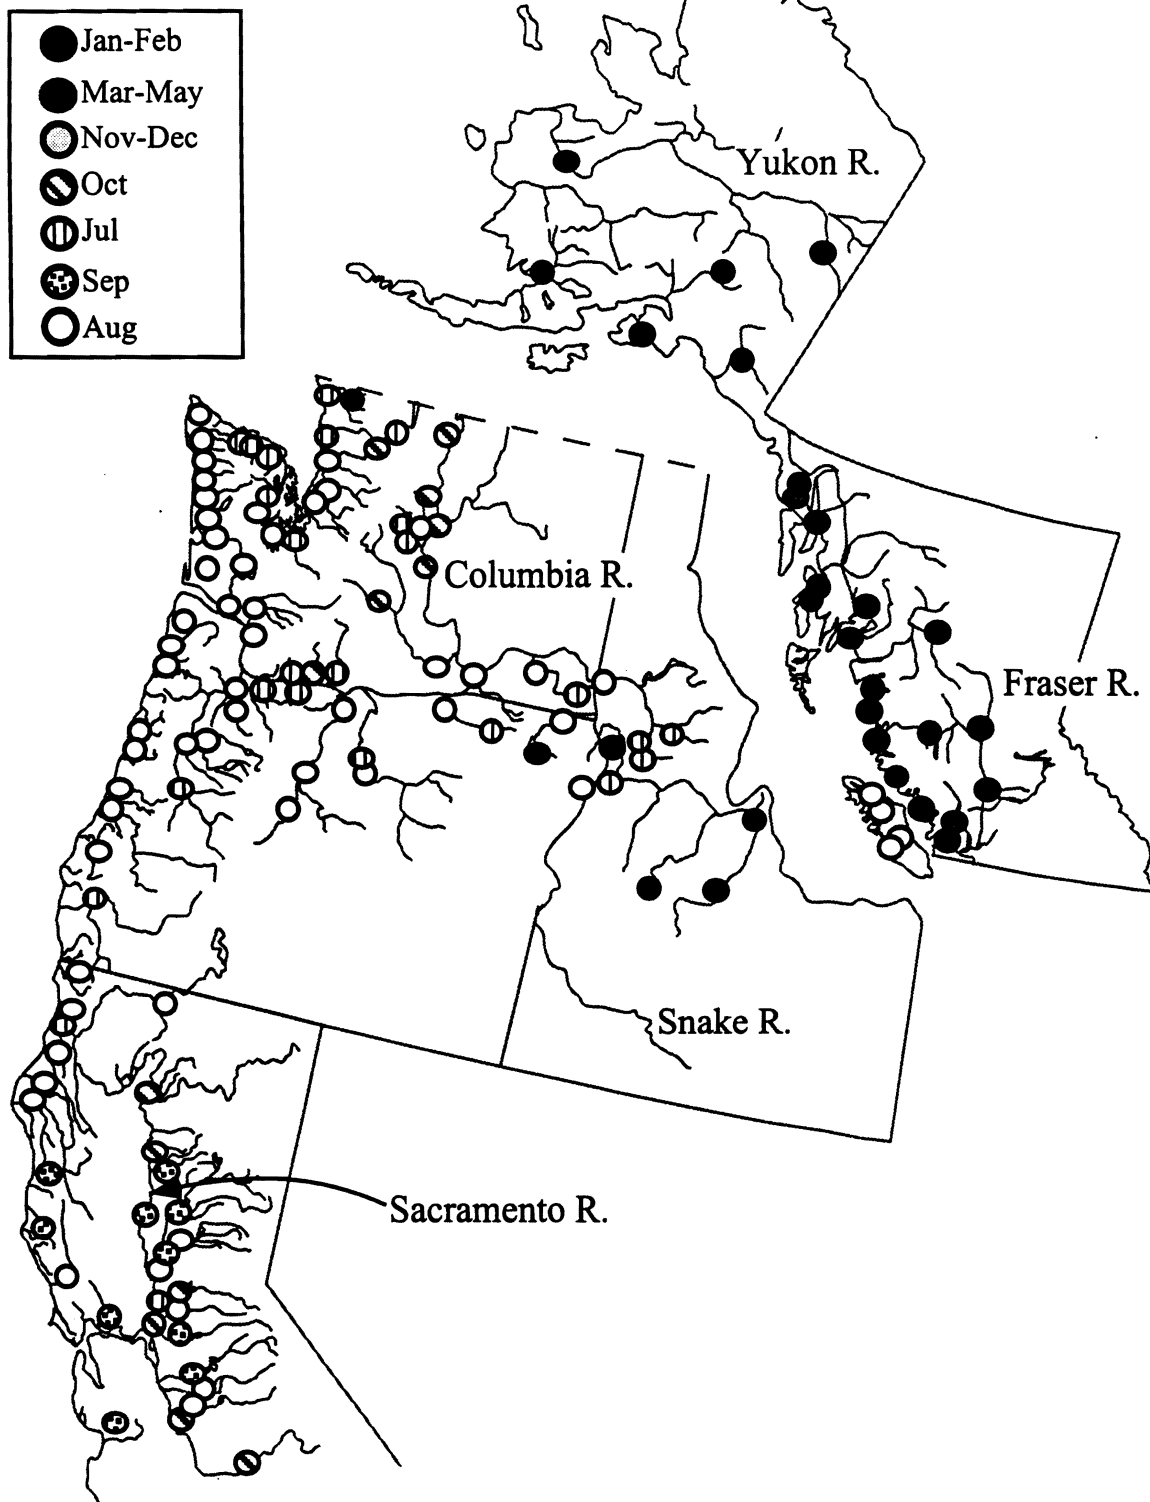 Jan-Feb
Mar-May
Nov-Dec
Oct
Jul
Sep
Aug
Yukon R.
Columbia R.
Fraser R.
Snake R.
Sacramento R.